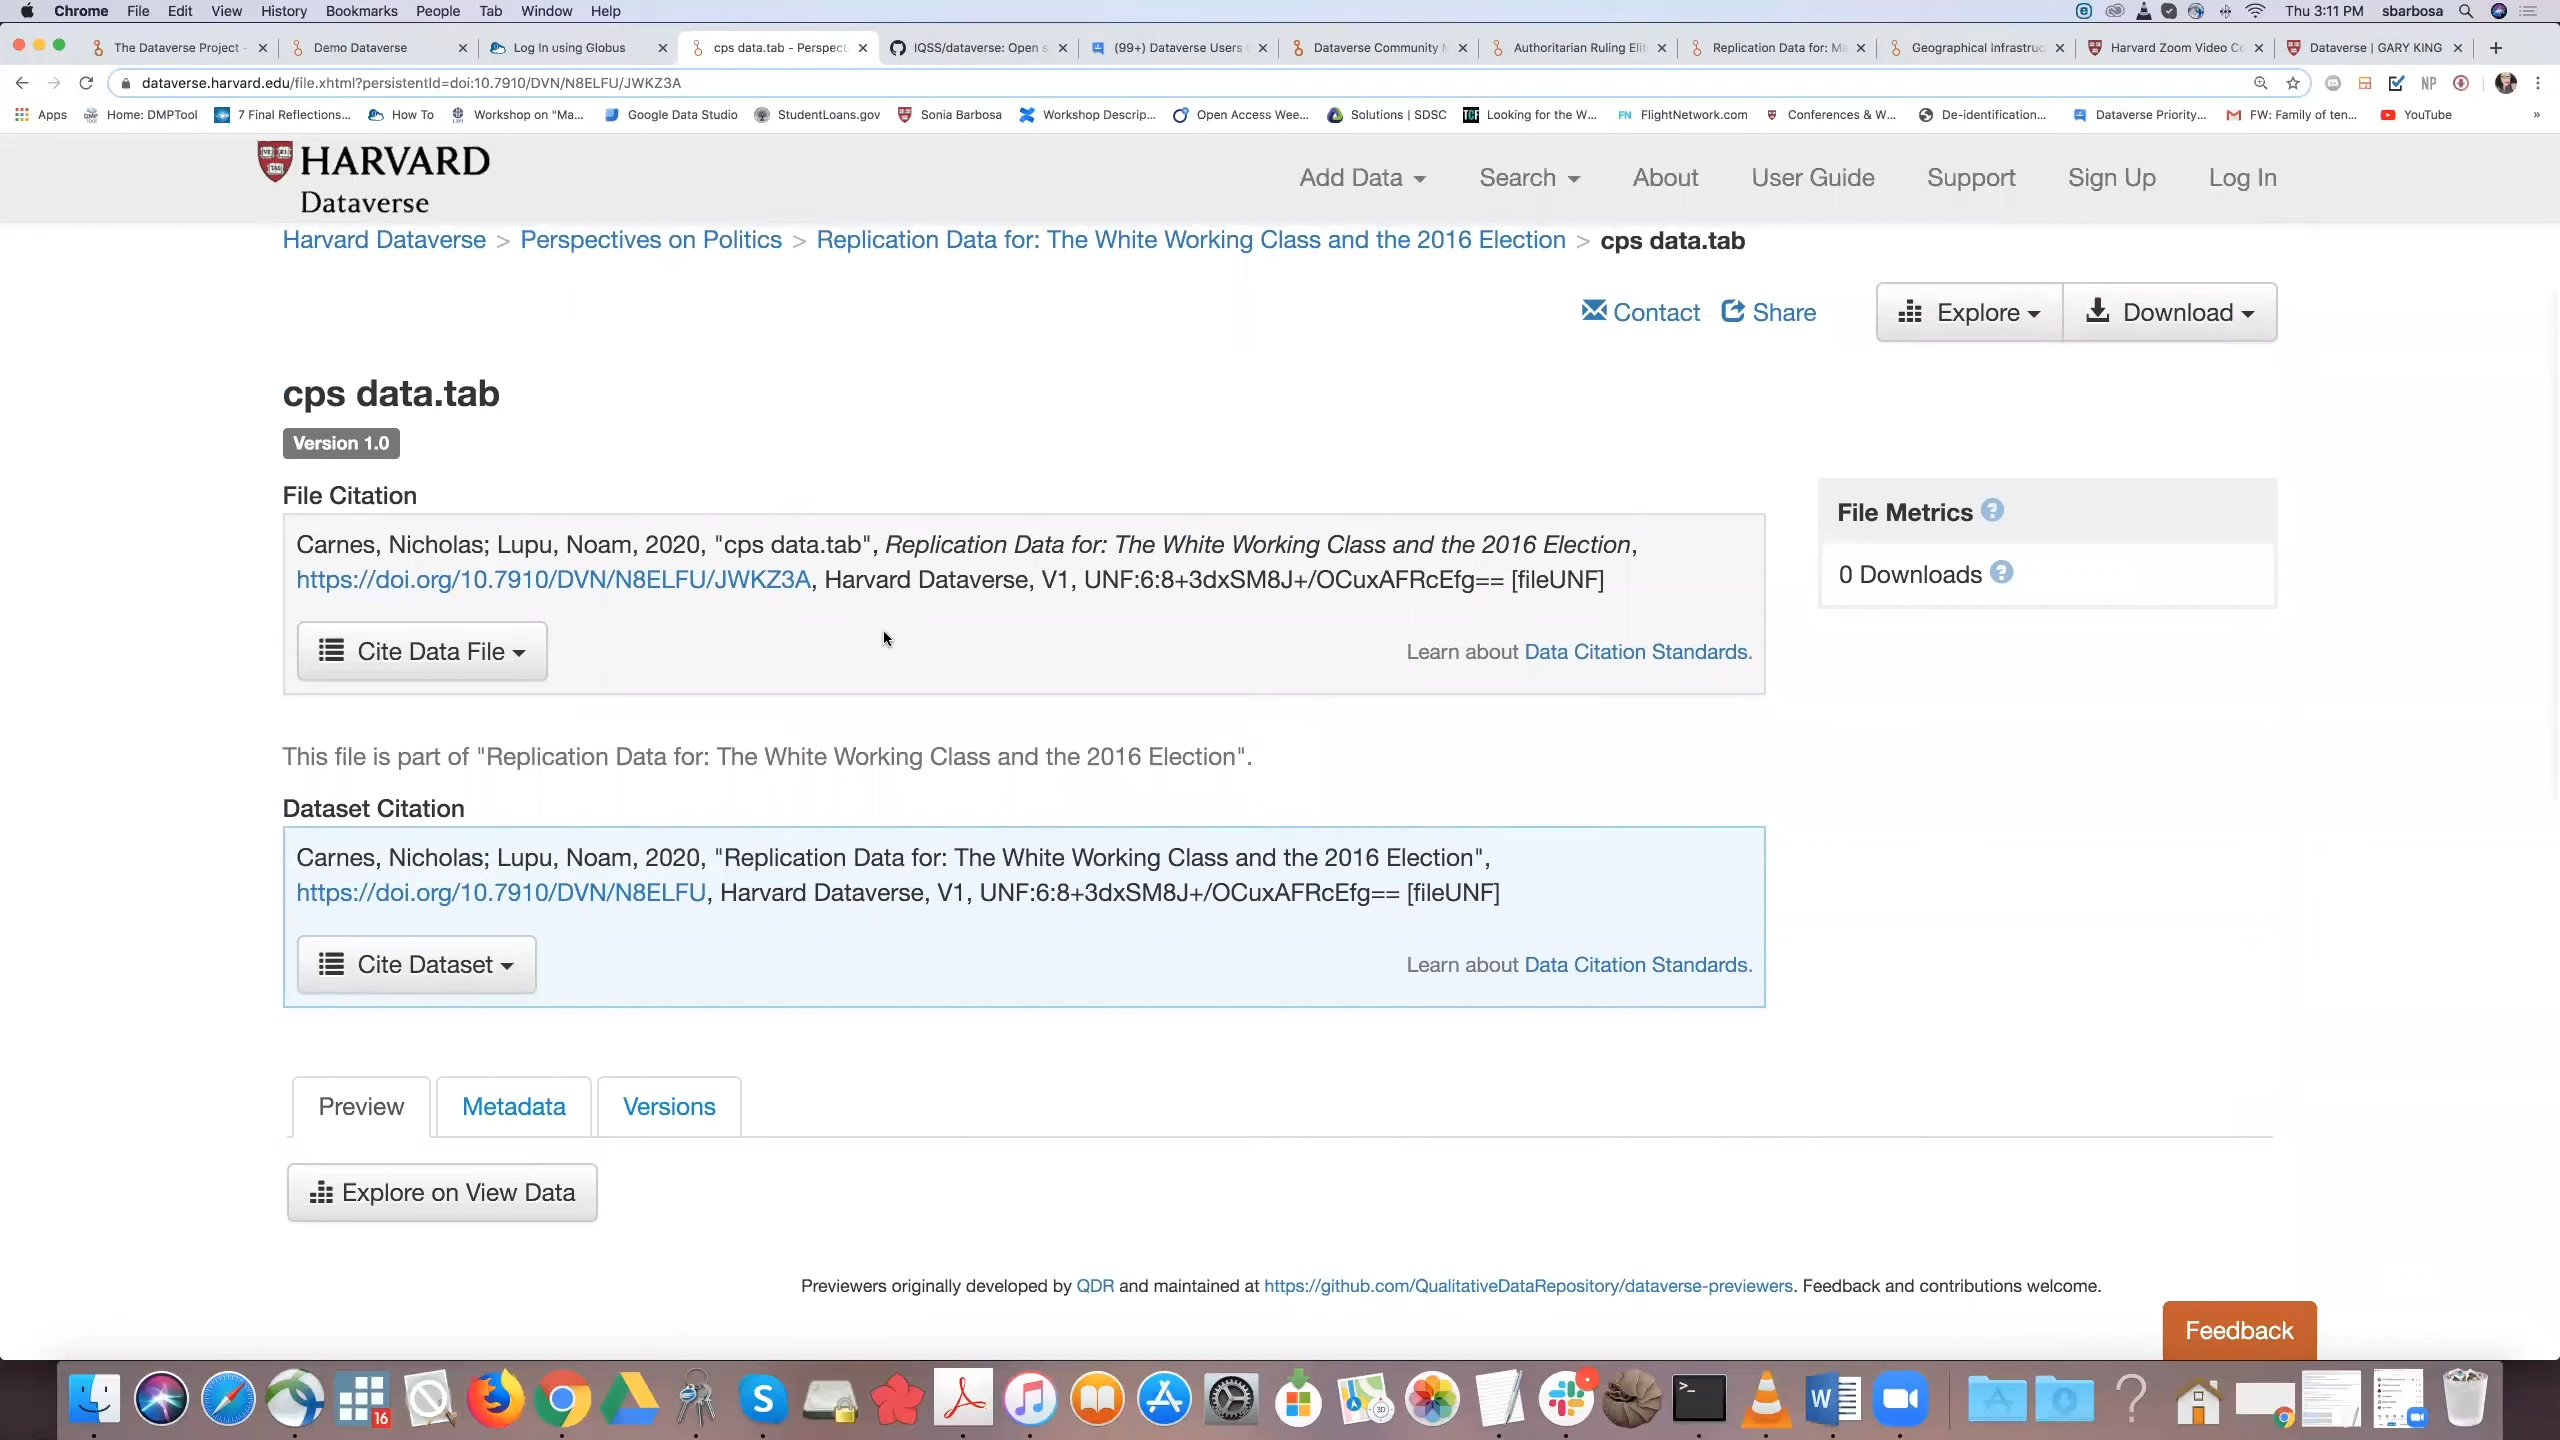 Chrome File Edit View History Bookmarks People Tab Window Help Thu 3:11 PM sbarbosa
The Dataverse Project - Demo Dataverse Log In using Globus cps data.tab - Perspect IQSS/dataverse: Open s (99+) Dataverse Users Dataverse Community Authoritarian Ruling Elit Replication Data for: Ma Geographical Infrastruc Harvard Zoom Video Co Dataverse | GARY KING
dataverse.harvard.edu/file.xhtml?persistentId=doi:10.7910/DVN/N8ELFU/JWKZ3A NP
Apps Home: DMPTool 7 Final Reflections... How To Workshop on "Ma... Google Data Studio StudentLoans.gov Sonia Barbosa Workshop Descrip... Open Access Wee... Solutions | SDSC TCF Looking for the W... FN FlightNetwork.com Conferences & W... De-identification... Dataverse Priority... FW: Family of ten... YouTube »
HARVARD
Dataverse
Add Data Search About User Guide Support Sign Up Log In
Harvard Dataverse > Perspectives on Politics > Replication Data for: The White Working Class and the 2016 Election > cps data.tab
Contact Share Explore Download
cps data.tab
Version 1.0
File Citation
Carnes, Nicholas; Lupu, Noam, 2020, "cps data.tab", Replication Data for: The White Working Class and the 2016 Election,
https://doi.org/10.7910/DVN/N8ELFU/JWKZ3A, Harvard Dataverse, V1, UNF:6:8+3dxSM8J+/OCuxAFRcEfg== [fileUNF]
Cite Data File Learn about Data Citation Standards.
File Metrics ?
0 Downloads ?
This file is part of "Replication Data for: The White Working Class and the 2016 Election".
Dataset Citation
Carnes, Nicholas; Lupu, Noam, 2020, "Replication Data for: The White Working Class and the 2016 Election",
https://doi.org/10.7910/DVN/N8ELFU, Harvard Dataverse, V1, UNF:6:8+3dxSM8J+/OCuxAFRcEfg== [fileUNF]
Cite Dataset Learn about Data Citation Standards.
Preview Metadata Versions
Explore on View Data
Previewers originally developed by QDR and maintained at https://github.com/QualitativeDataRepository/dataverse-previewers. Feedback and contributions welcome.
Feedback
16